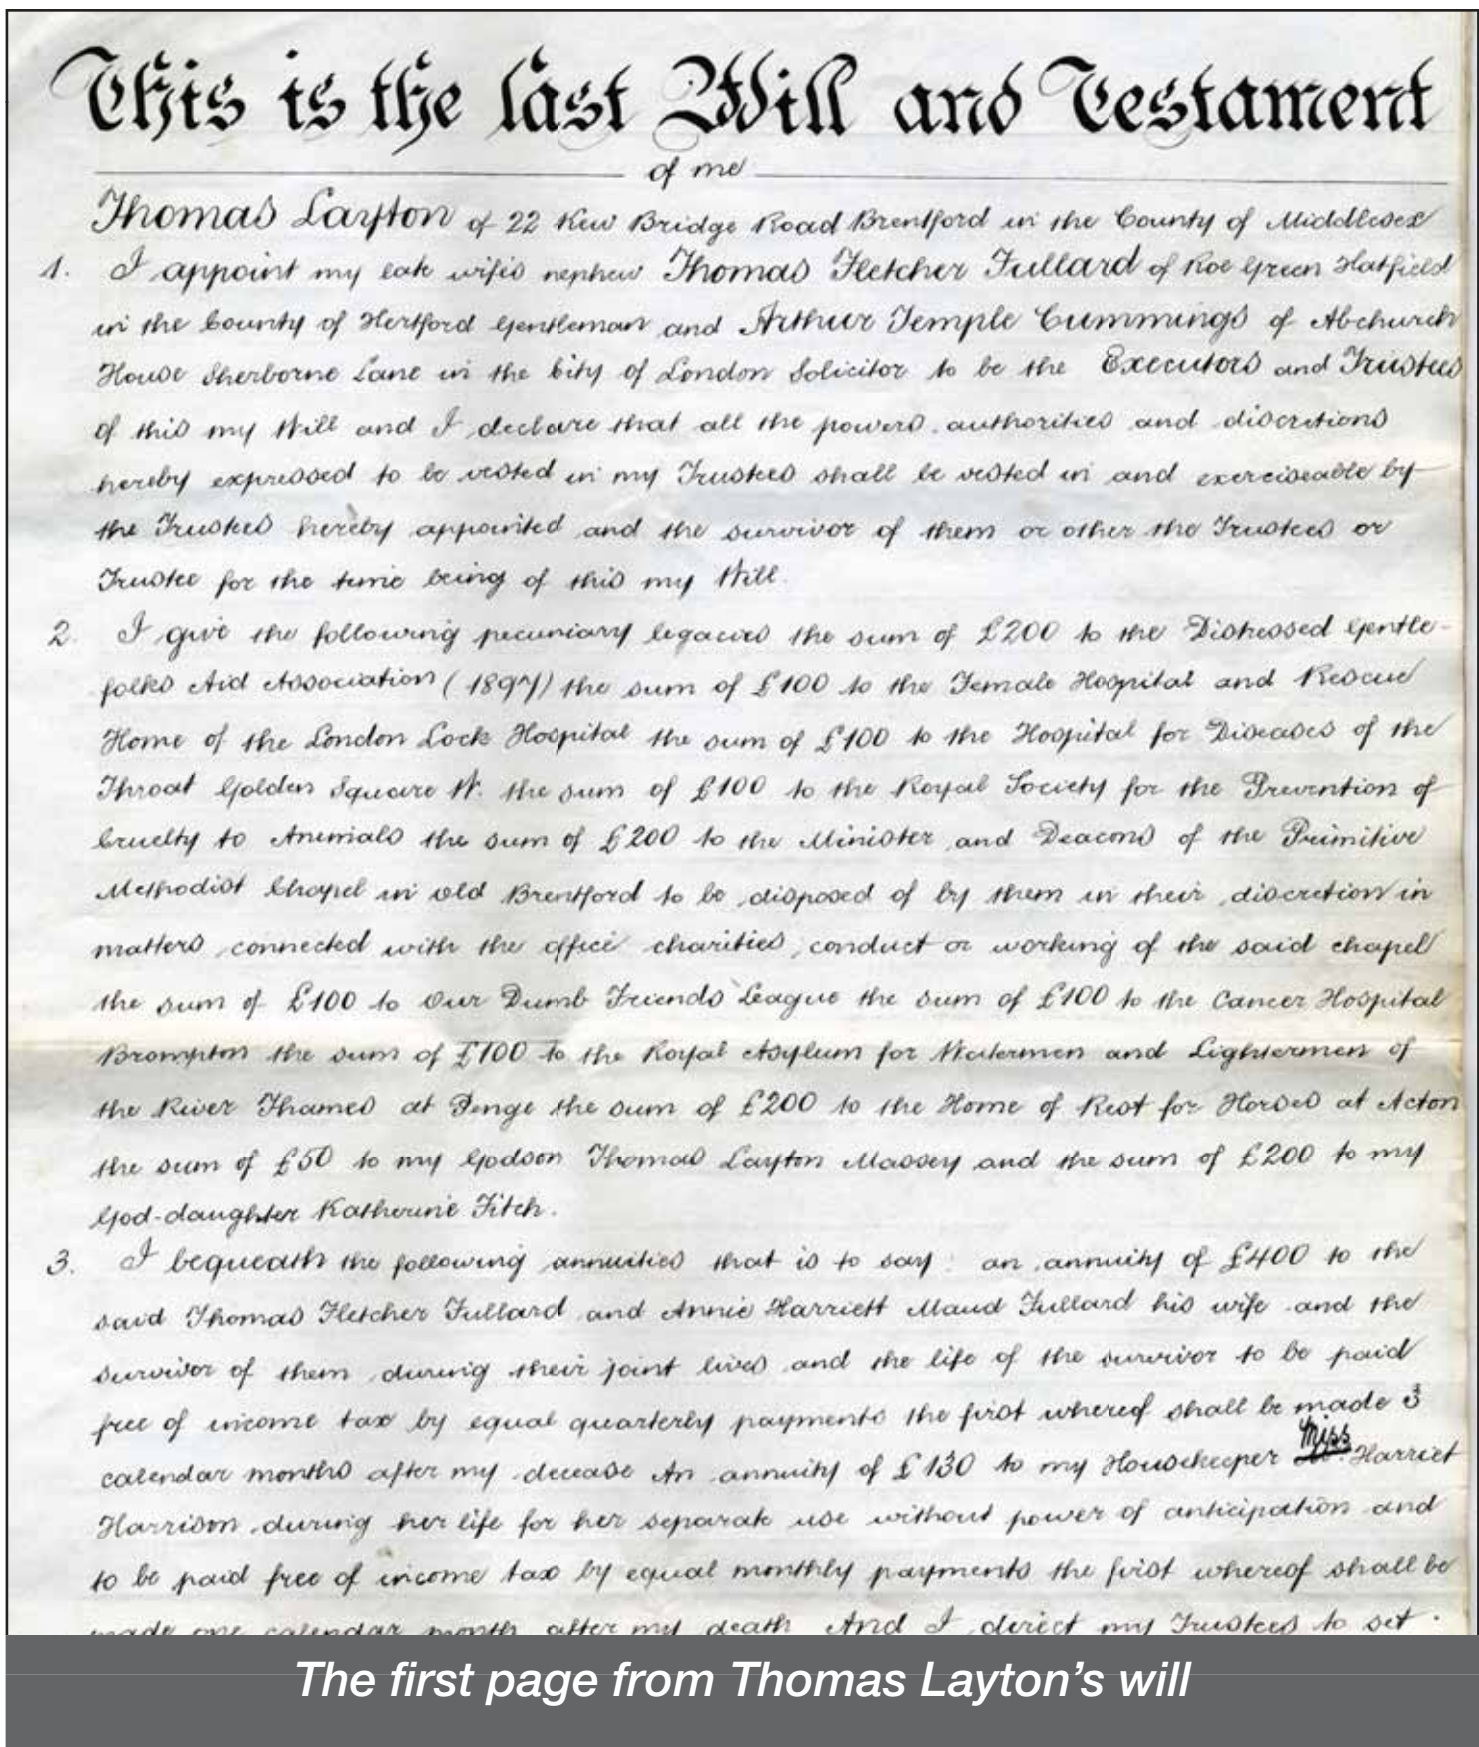 This is the last Will and Testament
of me
Thomas Layton of 22 Kew Bridge Road Brentford in the County of Middlesex
1. I appoint my late wife's nephew Thomas Fletcher Fullard of Roe Green Hatfield
in the County of Hertford Gentleman and Arthur Temple Cummings of Abchurch
House Sherborne Lane in the City of London Solicitor to be the Executors and Trustees
of this my Will and I declare that all the powers authorities and discretions
hereby expressed to be vested in my Trustees shall be vested in and exerciseable by
the Trustees hereby appointed and the survivor of them or other the Trustees or
Trustee for the time being of this my Will.
2. I give the following pecuniary legacies the sum of £200 to the Distressed Gentle-
folks Aid Association (1897) the sum of £100 to the Female Hospital and Rescue
Home of the London Lock Hospital the sum of £100 to the Hospital for Diseases of the
Throat Golden Square W. the sum of £100 to the Royal Society for the Prevention of
Cruelty to Animals the sum of £200 to the Minister and Deacons of the Primitive
Methodist Chapel in Old Brentford to be disposed of by them in their discretion in
matters connected with the office charities conduct or working of the said chapel
the sum of £100 to Our Dumb Friends League the sum of £100 to the Cancer Hospital
Brompton the sum of £100 to the Royal Asylum for Watermen and Lightermen of
the River Thames at Penge the sum of £200 to the Home of Rest for Horses at Acton
the sum of £50 to my Godson Thomas Layton Massey and the sum of £200 to my
God-daughter Katherine Fitch.
3. I bequeath the following annuities that is to say: an annuity of £400 to the
said Thomas Fletcher Fullard and Annie Harriett Maud Fullard his wife and the
survivor of them during their joint lives and the life of the survivor to be paid
free of income tax by equal quarterly payments the first whereof shall be made 3
calendar months after my decease An annuity of £130 to my Housekeeper Miss Harriet
Harrison during her life for her separate use without power of anticipation and
to be paid free of income tax by equal monthly payments the first whereof shall be
made one calendar month after my death And I direct my Trustees to set
The first page from Thomas Layton's will